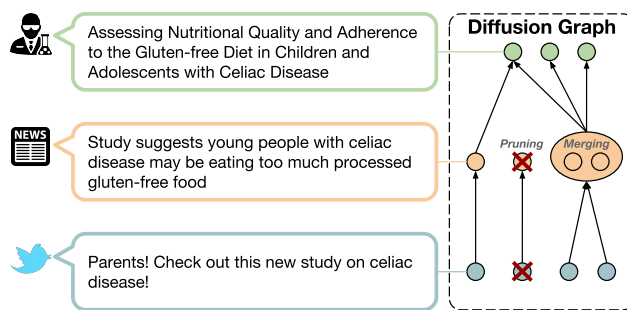 Assessing Nutritional Quality and Adherence
to the Gluten-free Diet in Children and
Adolescents with Celiac Disease
NEWS
Study suggests young people with celiac
disease may be eating too much processed
gluten-free food
Parents! Check out this new study on celiac
disease!
Diffusion Graph
Pruning
Merging